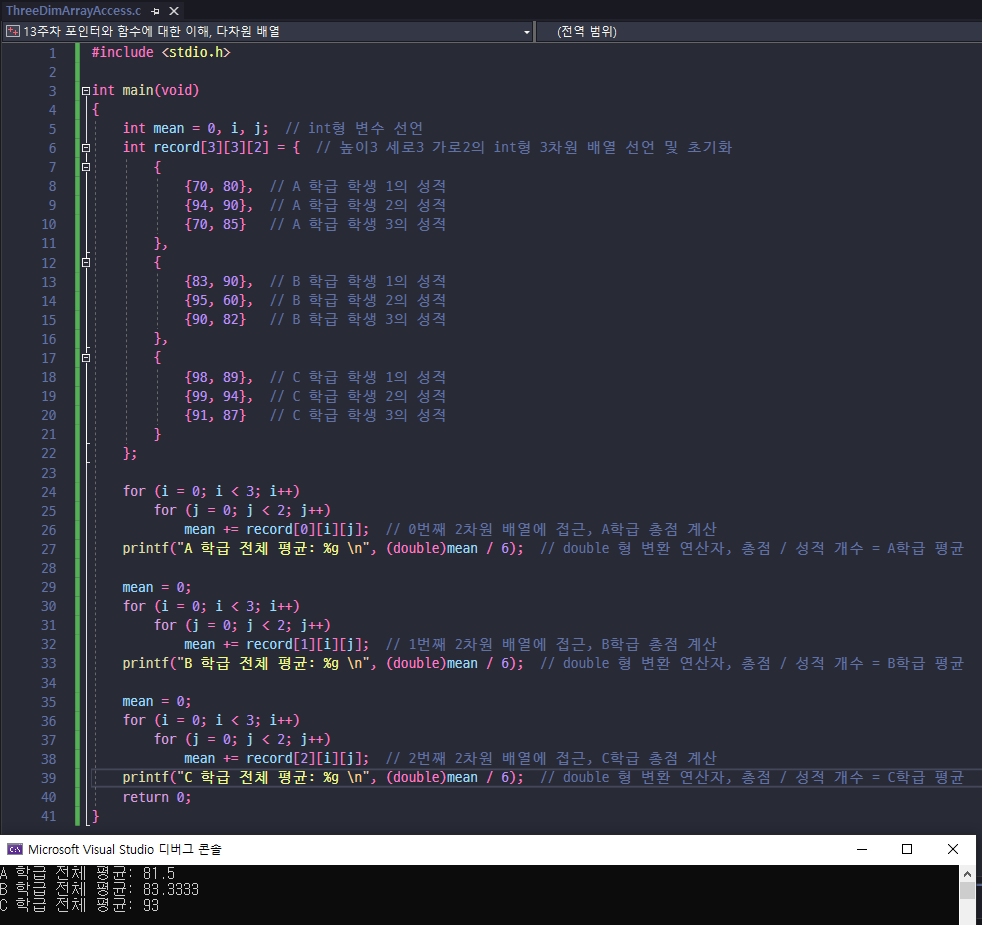 ThreeDimArrayAccess.c
13주차 포인터와 함수에 대한 이해, 다차원 배열 (전역 범위)
1 #include <stdio.h>
2
3 int main(void)
4 {
5 int mean = 0, i, j; // int형 변수 선언
6 int record[3][3][2] = { // 높이3 세로3 가로2의 int형 3차원 배열 선언 및 초기화
7 {
8 {70, 80}, // A 학급 학생 1의 성적
9 {94, 90}, // A 학급 학생 2의 성적
10 {70, 85} // A 학급 학생 3의 성적
11 },
12 {
13 {83, 90}, // B 학급 학생 1의 성적
14 {95, 60}, // B 학급 학생 2의 성적
15 {90, 82} // B 학급 학생 3의 성적
16 },
17 {
18 {98, 89}, // C 학급 학생 1의 성적
19 {99, 94}, // C 학급 학생 2의 성적
20 {91, 87} // C 학급 학생 3의 성적
21 }
22 };
23
24 for (i = 0; i < 3; i++)
25 for (j = 0; j < 2; j++)
26 mean += record[0][i][j]; // 0번째 2차원 배열에 접근, A학급 총점 계산
27 printf("A 학급 전체 평균: %g \n", (double)mean / 6); // double 형 변환 연산자, 총점 / 성적 개수 = A학급 평균
28
29 mean = 0;
30 for (i = 0; i < 3; i++)
31 for (j = 0; j < 2; j++)
32 mean += record[1][i][j]; // 1번째 2차원 배열에 접근, B학급 총점 계산
33 printf("B 학급 전체 평균: %g \n", (double)mean / 6); // double 형 변환 연산자, 총점 / 성적 개수 = B학급 평균
34
35 mean = 0;
36 for (i = 0; i < 3; i++)
37 for (j = 0; j < 2; j++)
38 mean += record[2][i][j]; // 2번째 2차원 배열에 접근, C학급 총점 계산
39 printf("C 학급 전체 평균: %g \n", (double)mean / 6); // double 형 변환 연산자, 총점 / 성적 개수 = C학급 평균
40 return 0;
41 }
Microsoft Visual Studio 디버그 콘솔
A 학급 전체 평균: 81.5
B 학급 전체 평균: 83.3333
C 학급 전체 평균: 93